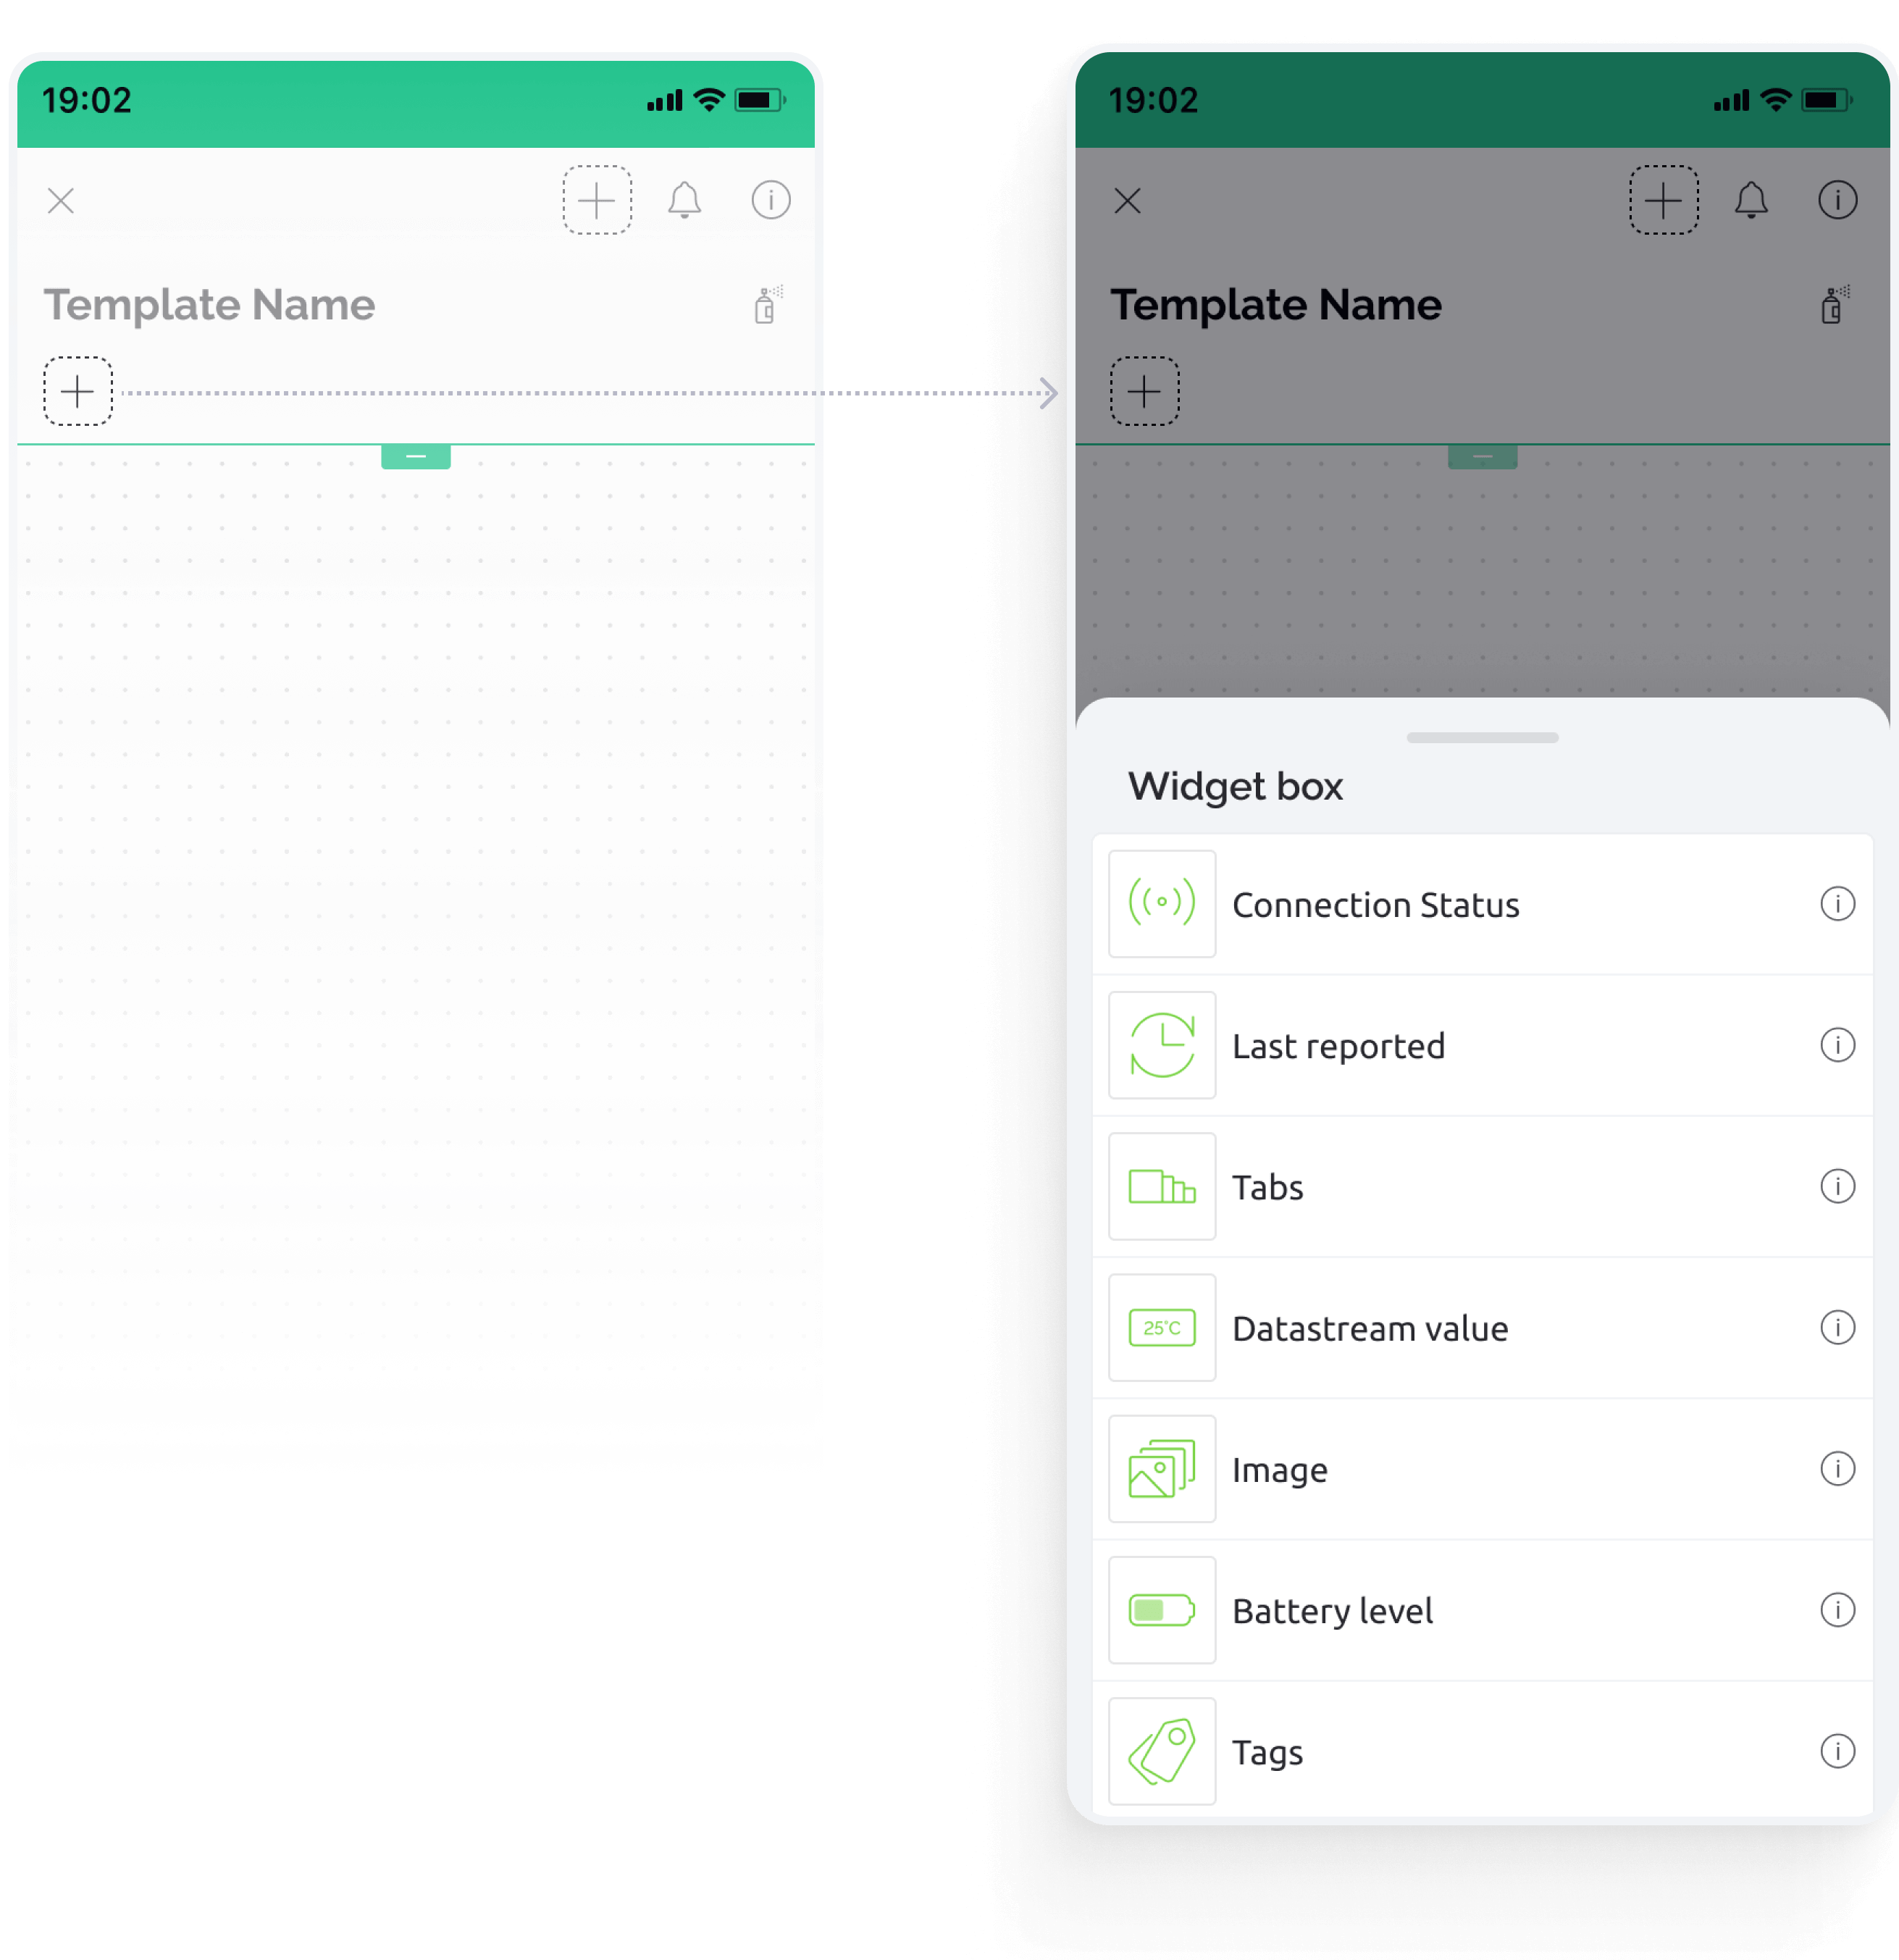 19:02
Template Name
19:02
Template Name
Widget box
Connection Status
Last reported
Tabs
25°C
Datastream value
Image
Battery level
Tags